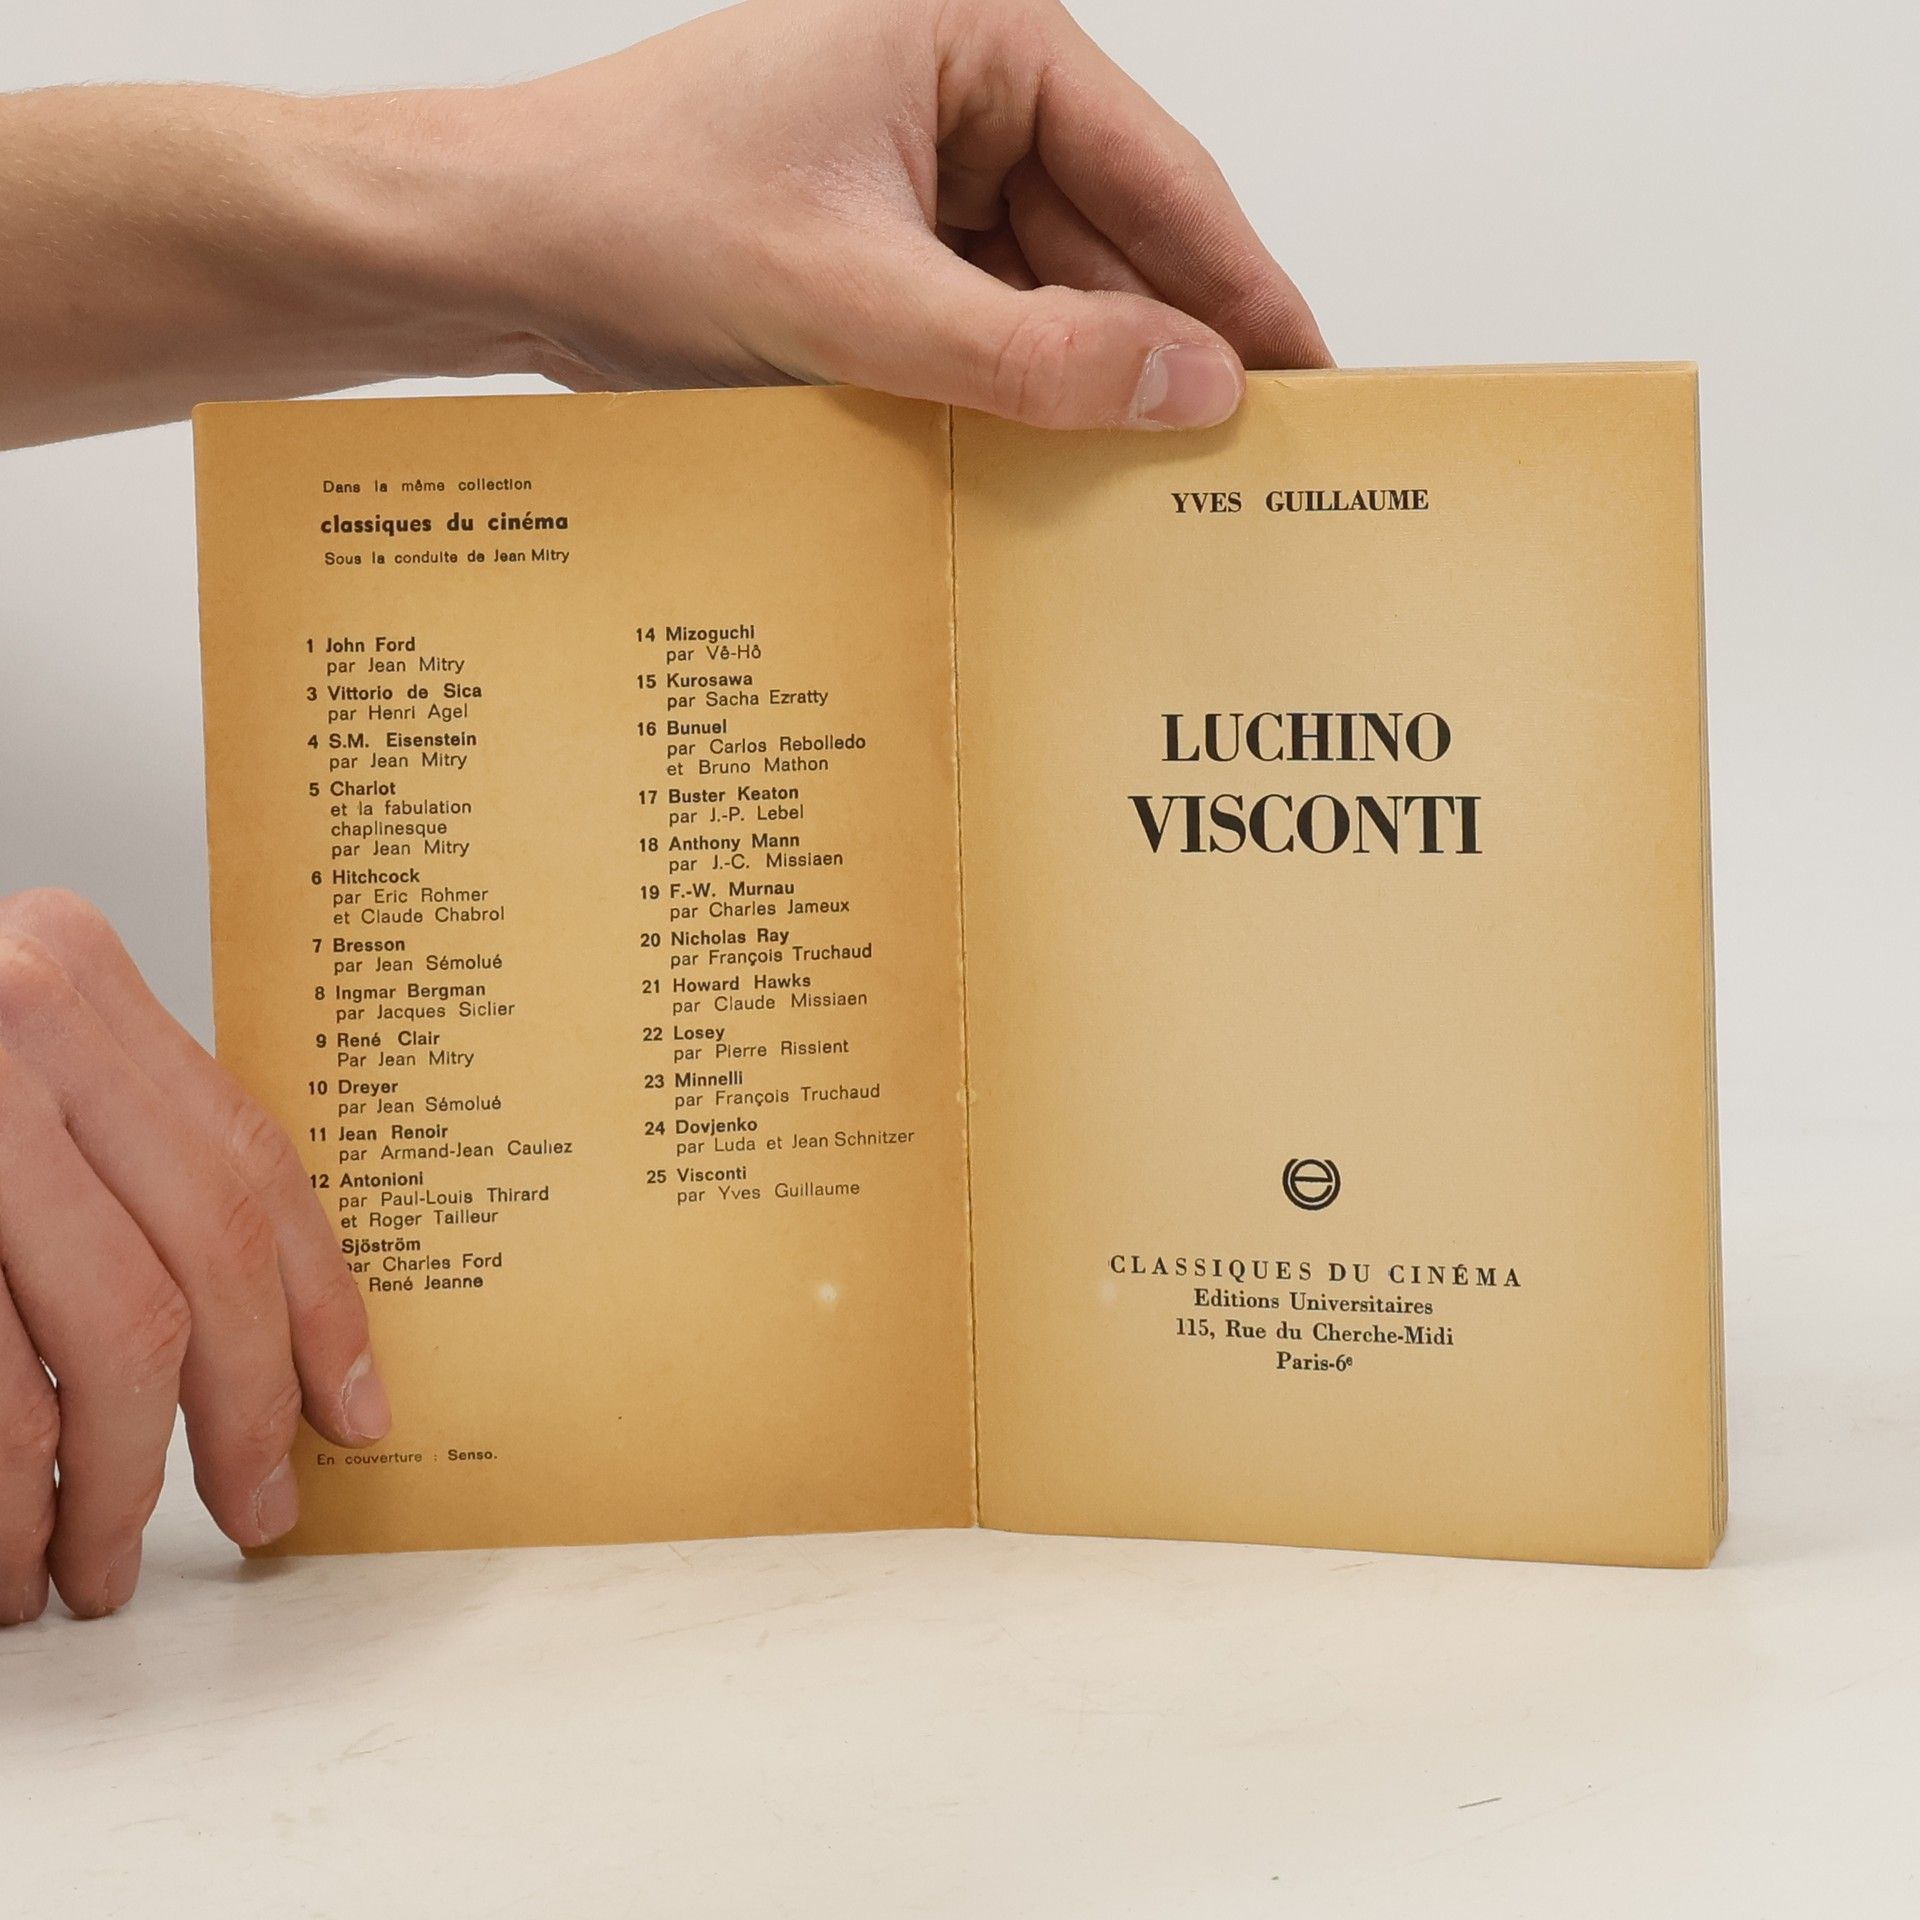 Dans la même collection
classiques du cinéma
Sous la conduite de Jean Mitry
1 John Ford
par Jean Mitry
3 Vittorio de Sica
par Henri Agel
4 S.M. Eisenstein
par Jean Mitry
5 Charlot
et la fabulation
chaplinesque
par Jean Mitry
6 Hitchcock
par Eric Rohmer
et Claude Chabrol
7 Bresson
par Jean Sémolué
8 Ingmar Bergman
par Jacques Siclier
9 René Clair
Par Jean Mitry
10 Dreyer
par Jean Sémolué
11 Jean Renoir
par Armand-Jean Cauliez
12 Antonioni
par Paul-Louis Thirard
et Roger Tailleur
Sjöström
par Charles Ford
René Jeanne
14 Mizoguchi
par Vê-Hô
15 Kurosawa
par Sacha Ezratty
16 Bunuel
par Carlos Rebolledo
et Bruno Mathon
17 Buster Keaton
par J.-P. Lebel
18 Anthony Mann
par J.-C. Missiaen
19 F.-W. Murnau
par Charles Jameux
20 Nicholas Ray
par François Truchaud
21 Howard Hawks
par Claude Missiaen
22 Losey
par Pierre Rissient
23 Minnelli
par François Truchaud
24 Dovjenko
par Luda et Jean Schnitzer
25 Visconti
par Yves Guillaume
En couverture : Senso.
YVES GUILLAUME
LUCHINO
VISCONTI
CLASSIQUES DU CINÉMA
Editions Universitaires
115, Rue du Cherche-Midi
Paris-6e